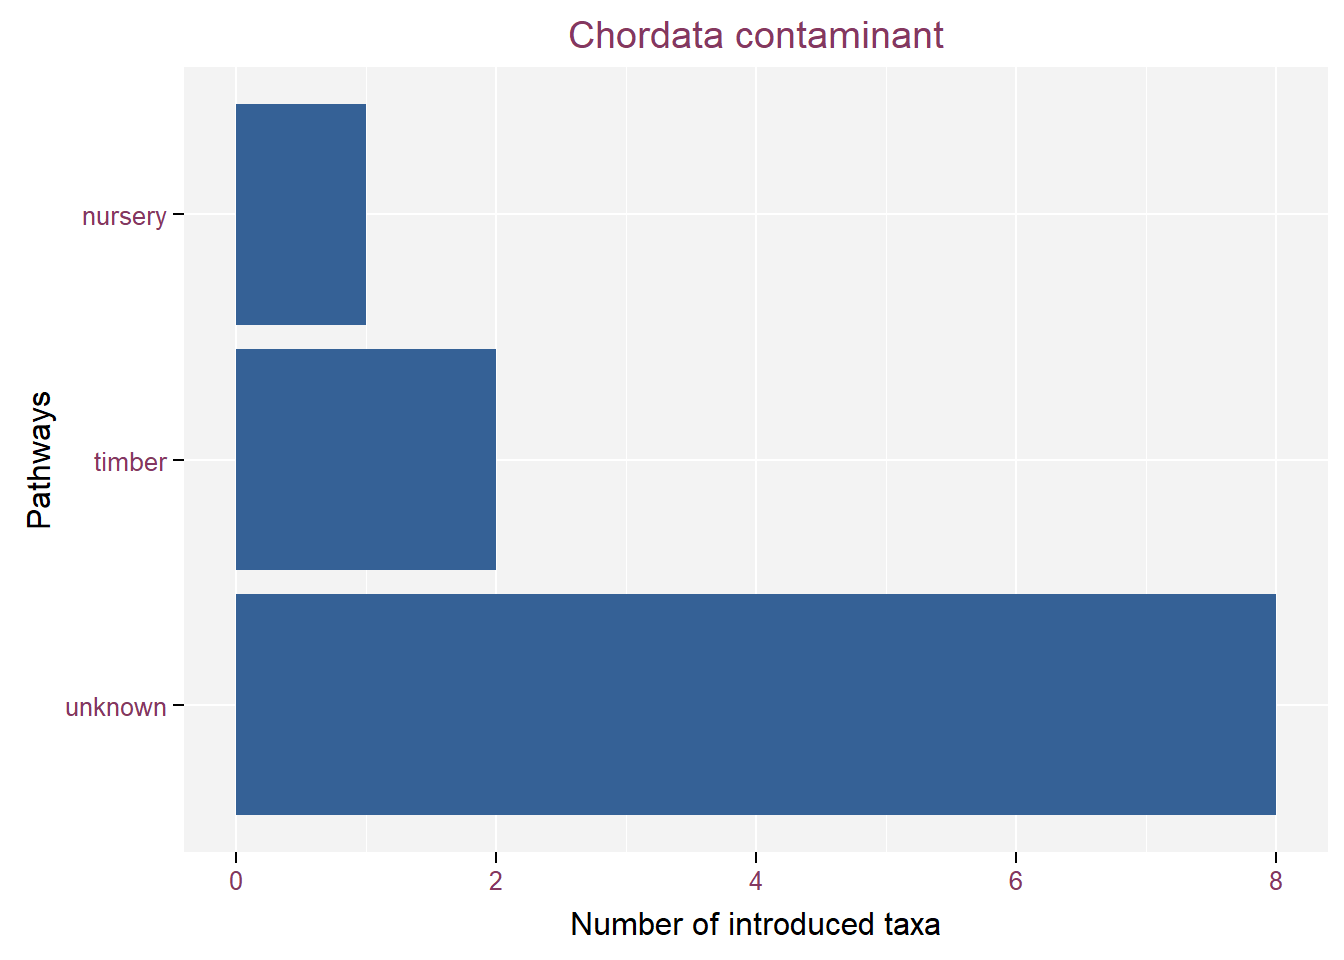 Chordata contaminant
nursery
timber
unknown
Pathways
0 2 4 6 8
Number of introduced taxa